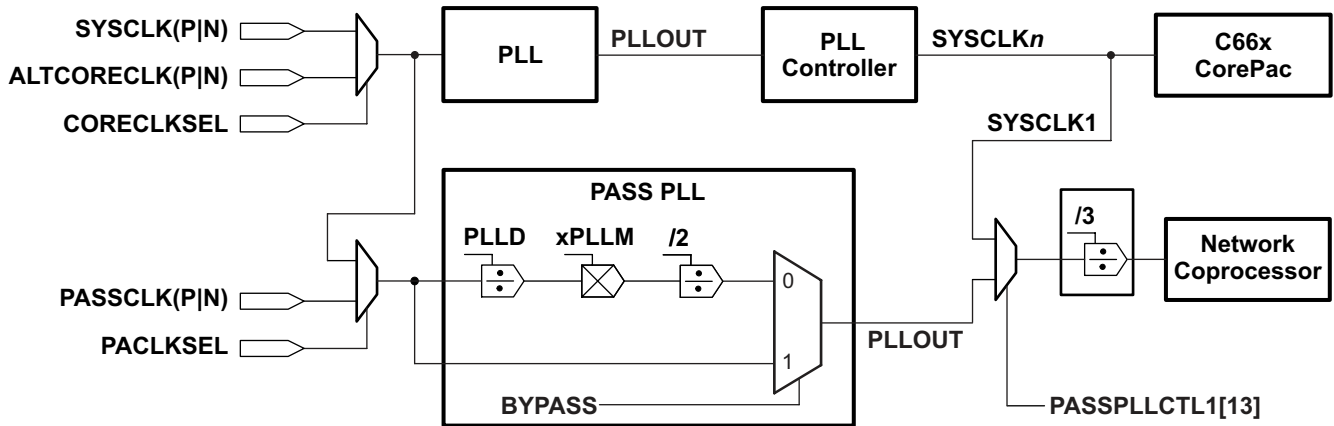 SYSCLK(P|N)
ALTCORECLK(P|N)
CORECLKSEL
PLL
PLLOUT
PLL
Controller
SYSCLKn
C66x
CorePac
SYSCLK1
PASS PLL
PLLD
xPLLM
/2
0
1
BYPASS
PASSCLK(P|N)
PACLKSEL
PLLOUT
/3
Network
Coprocessor
PASSPLLCTL1[13]